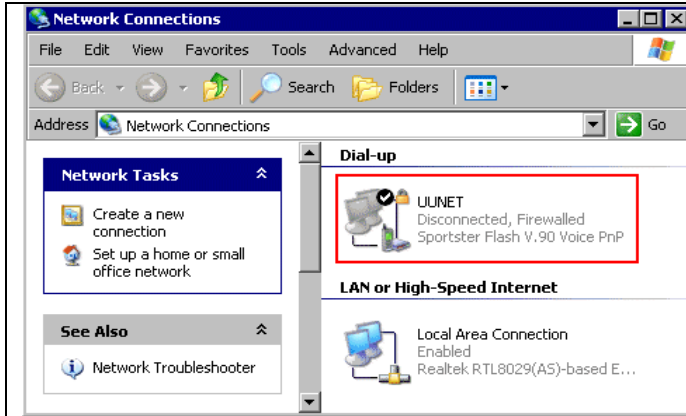 Network Connections
File Edit View Favorites Tools Advanced Help
Back Search Folders
Address Network Connections Go
Network Tasks
Create a new
connection
Set up a home or small
office network
See Also
Network Troubleshooter
Dial-up
UUNET
Disconnected, Firewalled
Sportster Flash V.90 Voice PnP
LAN or High-Speed Internet
Local Area Connection
Enabled
Realtek RTL8029(AS)-based E...